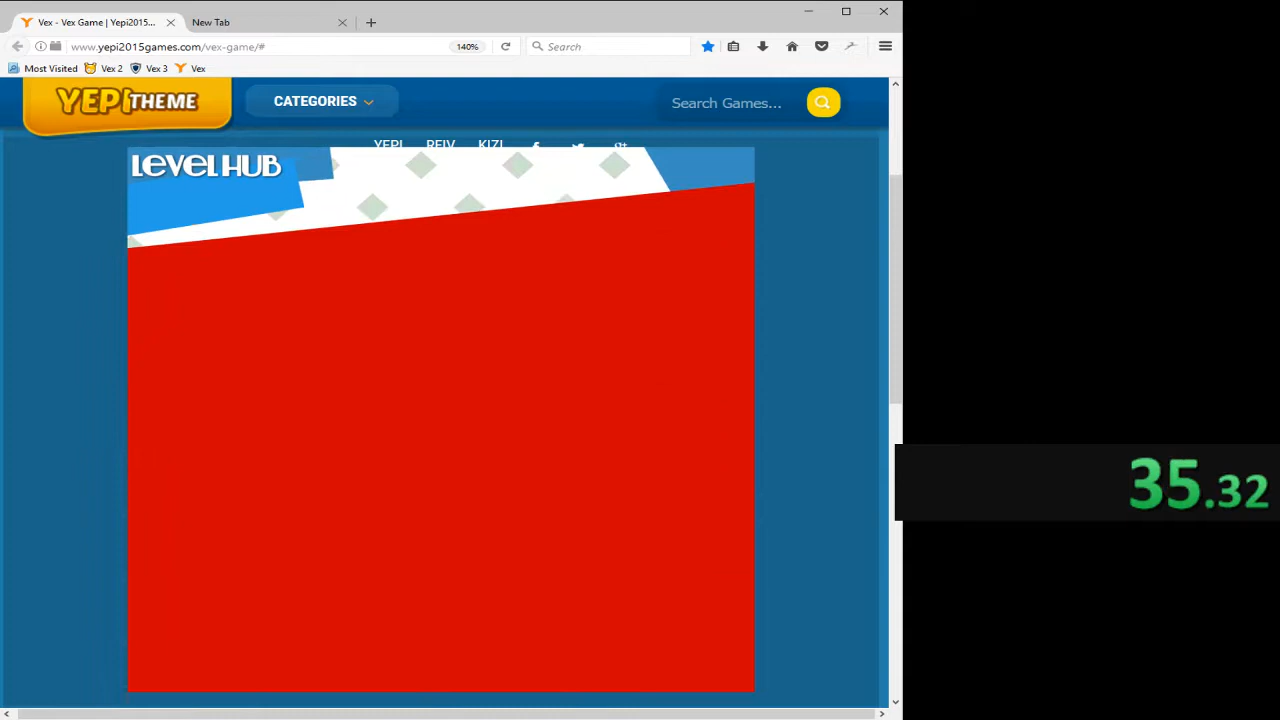 Vex - Vex Game | Yepi2015...
New Tab
www.yepi2015games.com/vex-game/#
140%
Search
Most Visited
Vex 2
Vex 3
Vex
YEPI THEME
CATEGORIES
Search Games...
YEPI
REIV
KIZI
LEVEL HUB
35.32